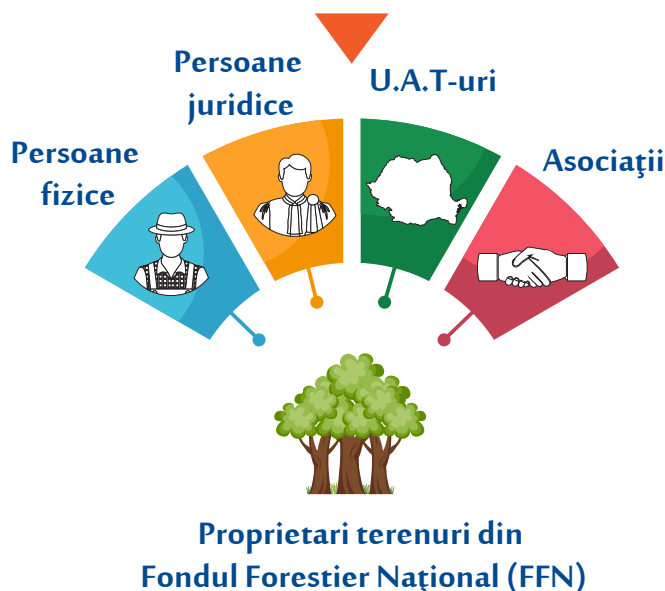 Persoane
fizice
Persoane
juridice
U.A.T-uri
Asociaţii
Proprietari terenuri din
Fondul Forestier Naţional (FFN)